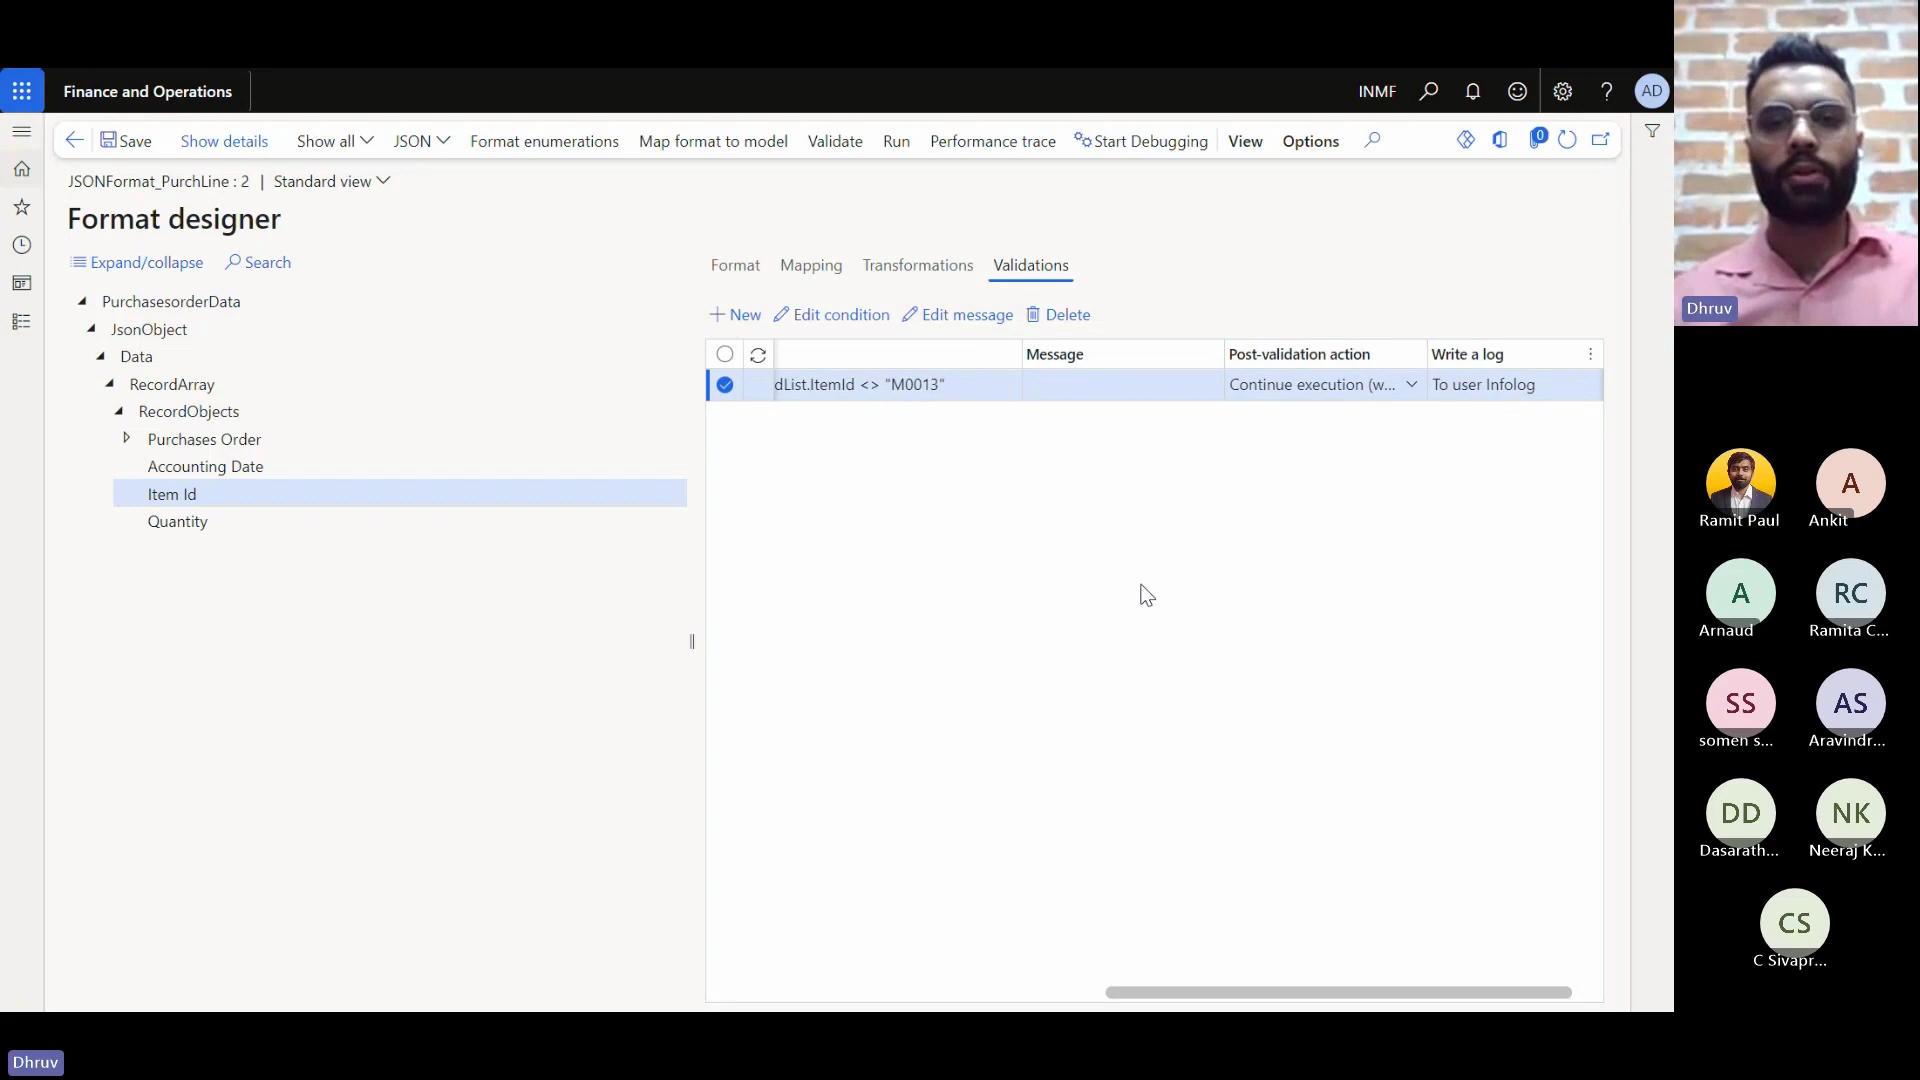 Finance and Operations
INMF
AD
Save
Show details
Show all
JSON
Format enumerations
Map format to model
Validate
Run
Performance trace
Start Debugging
View
Options
0
JSONFormat_PurchLine : 2 | Standard view
Format designer
Expand/collapse
Search
PurchasesorderData
JsonObject
Data
RecordArray
RecordObjects
Purchases Order
Accounting Date
Item Id
Quantity
Format
Mapping
Transformations
Validations
New
Edit condition
Edit message
Delete
Message
Post-validation action
Write a log
dList.ItemId <> "M0013"
Continue execution (w...
To user Infolog
Dhruv
Ramit Paul
A
Ankit
A
Arnaud
RC
Ramita C...
SS
somen s...
AS
Aravindr...
DD
Dasarath...
NK
Neeraj K...
CS
C Sivapr...
Dhruv